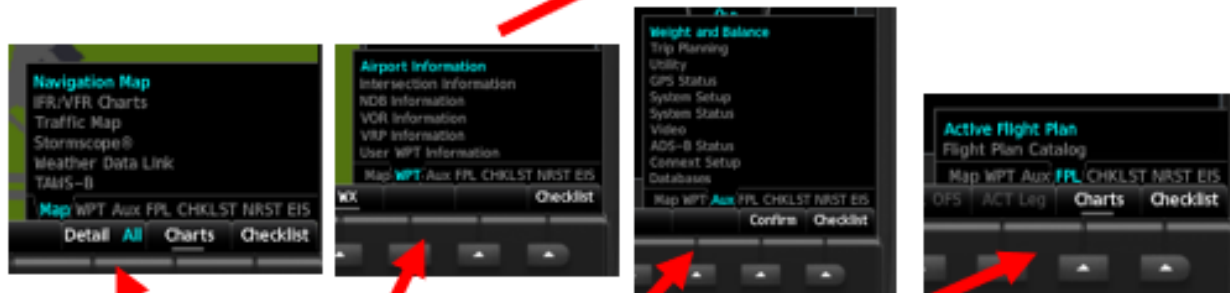 Navigation Map
IFR/VFR Charts
Traffic Map
Stormscope®
Weather Data Link
TAWS-B
Map WPT Aux FPL CHKLST NRST EIS
Detail All Charts Checklist
Airport Information
Intersection Information
NDB Information
VOR Information
VRP Information
User WPT Information
Map WPT Aux FPL CHKLST NRST EIS
WX Checklist
Weight and Balance
Trip Planning
Utility
GPS Status
System Setup
System Status
Video
ADS-B Status
Connext Setup
Databases
Map WPT Aux FPL CHKLST NRST EIS
Confirm Checklist
Active Flight Plan
Flight Plan Catalog
Map WPT Aux FPL CHKLST NRST EIS
OFS ACT Leg Charts Checklist